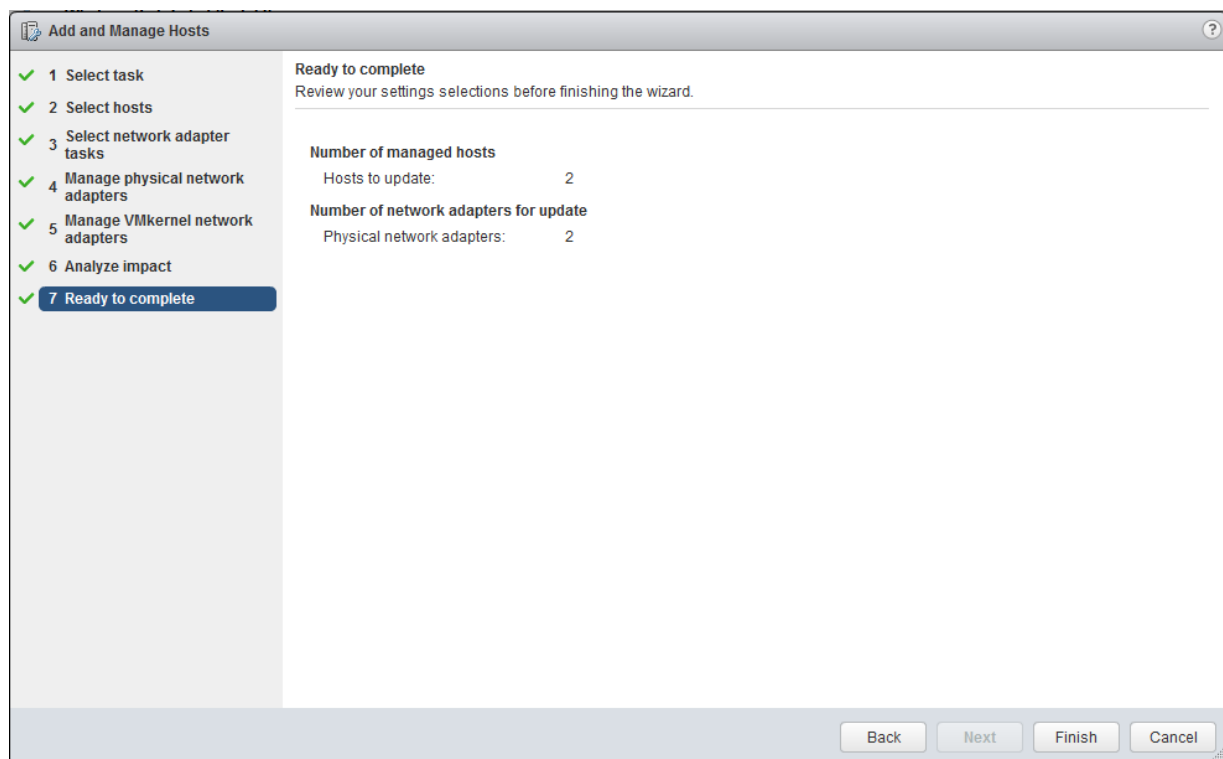 Add and Manage Hosts
?
1 Select task
2 Select hosts
3 Select network adapter
tasks
4 Manage physical network
adapters
5 Manage VMkernel network
adapters
6 Analyze impact
7 Ready to complete
Ready to complete
Review your settings selections before finishing the wizard.
Number of managed hosts
Hosts to update: 2
Number of network adapters for update
Physical network adapters: 2
Back Next Finish Cancel